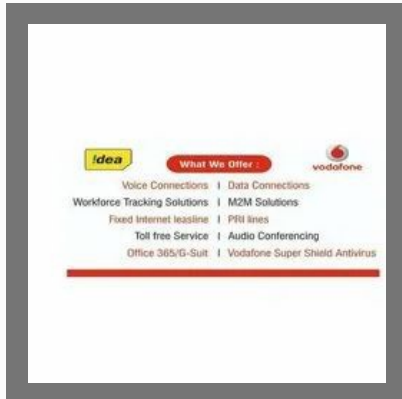 !dea
What We Offer :
vodafone
Voice Connections | Data Connections
Workforce Tracking Solutions | M2M Solutions
Fixed Internet leasline | PRI lines
Toll free Service | Audio Conferencing
Office 365/G-Suit | Vodafone Super Shield Antivirus